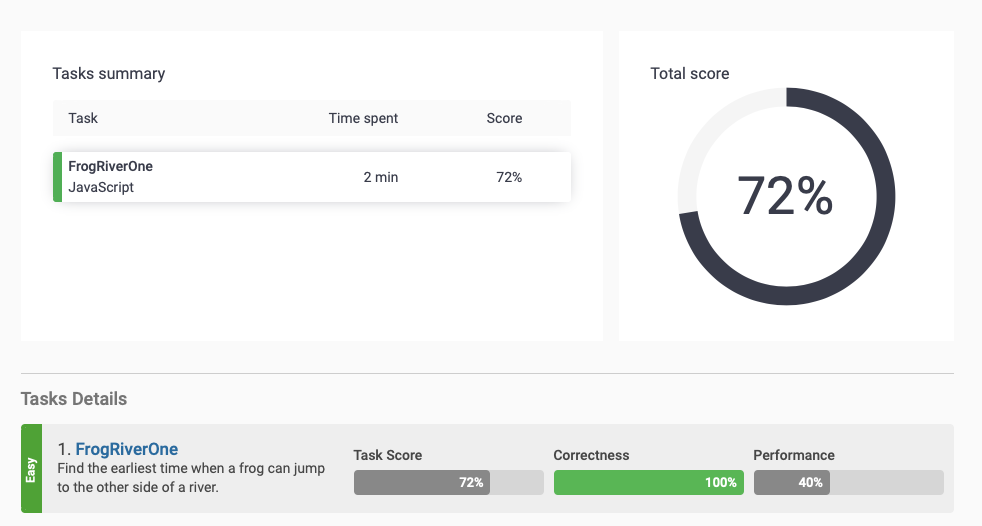 Tasks summary
Task Time spent Score
FrogRiverOne
JavaScript 2 min 72%
Total score
72%
Tasks Details
Easy
1. FrogRiverOne
Find the earliest time when a frog can jump
to the other side of a river.
Task Score Correctness Performance
72% 100% 40%